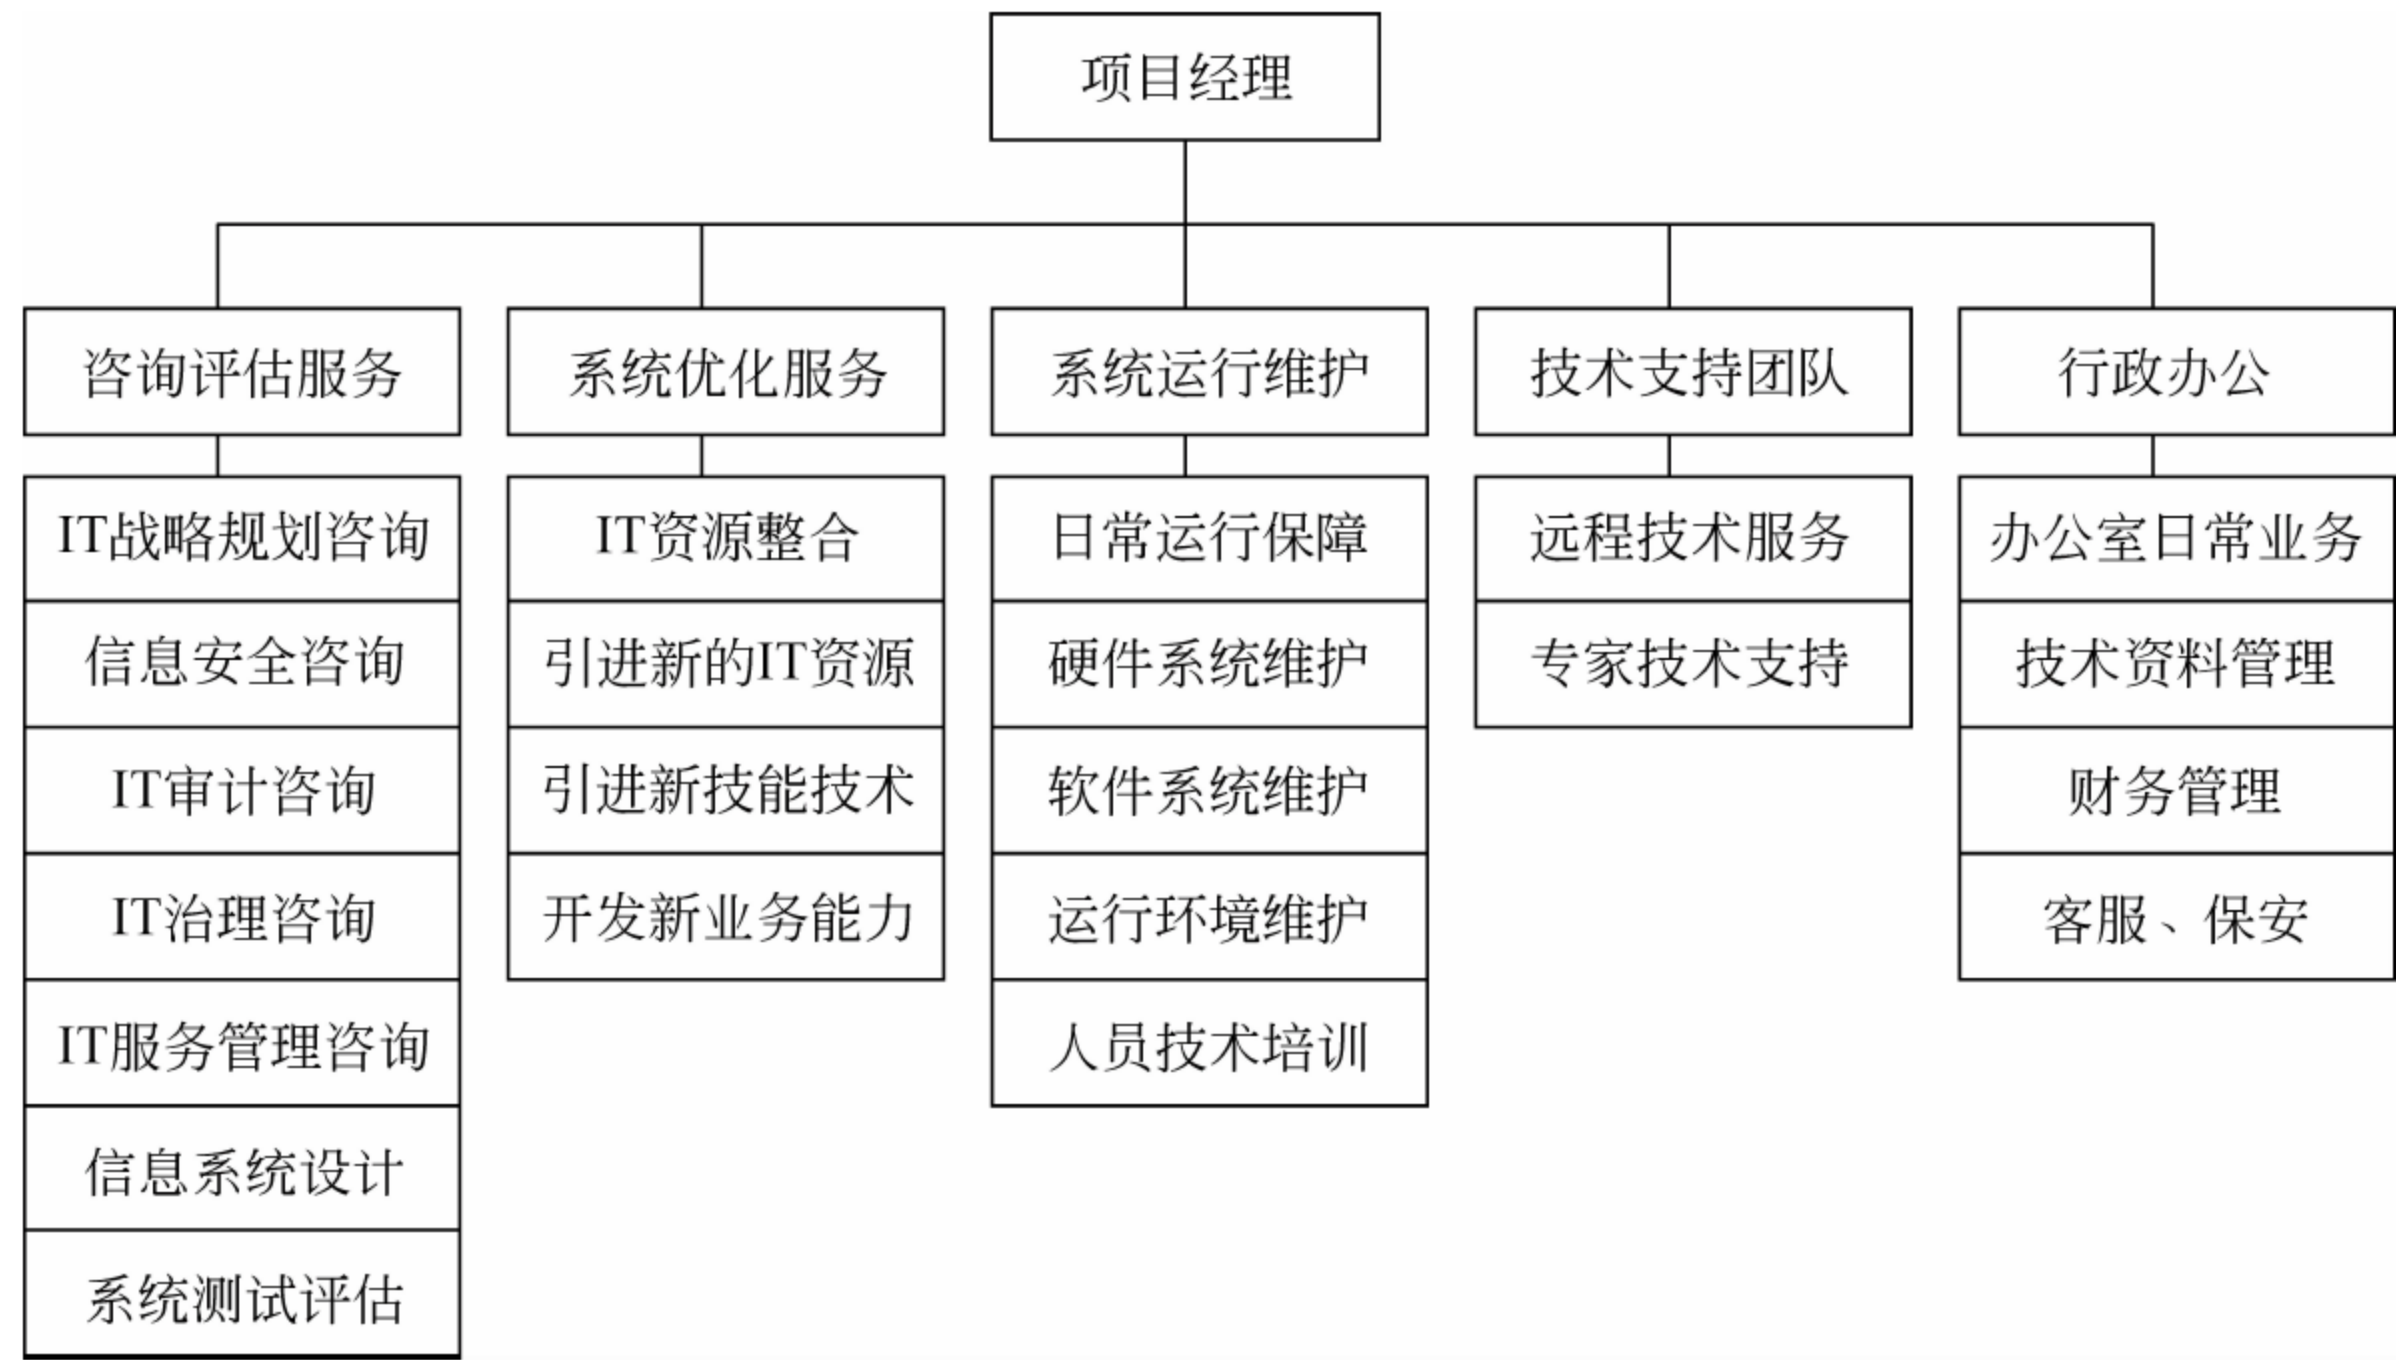 项目经理
咨询评估服务
系统优化服务
系统运行维护
技术支持团队
行政办公
IT战略规划咨询
信息安全咨询
IT审计咨询
IT治理咨询
IT服务管理咨询
信息系统设计
系统测试评估
IT资源整合
引进新的IT资源
引进新技能技术
开发新业务能力
日常运行保障
硬件系统维护
软件系统维护
运行环境维护
人员技术培训
远程技术服务
专家技术支持
办公室日常业务
技术资料管理
财务管理
客服、保安